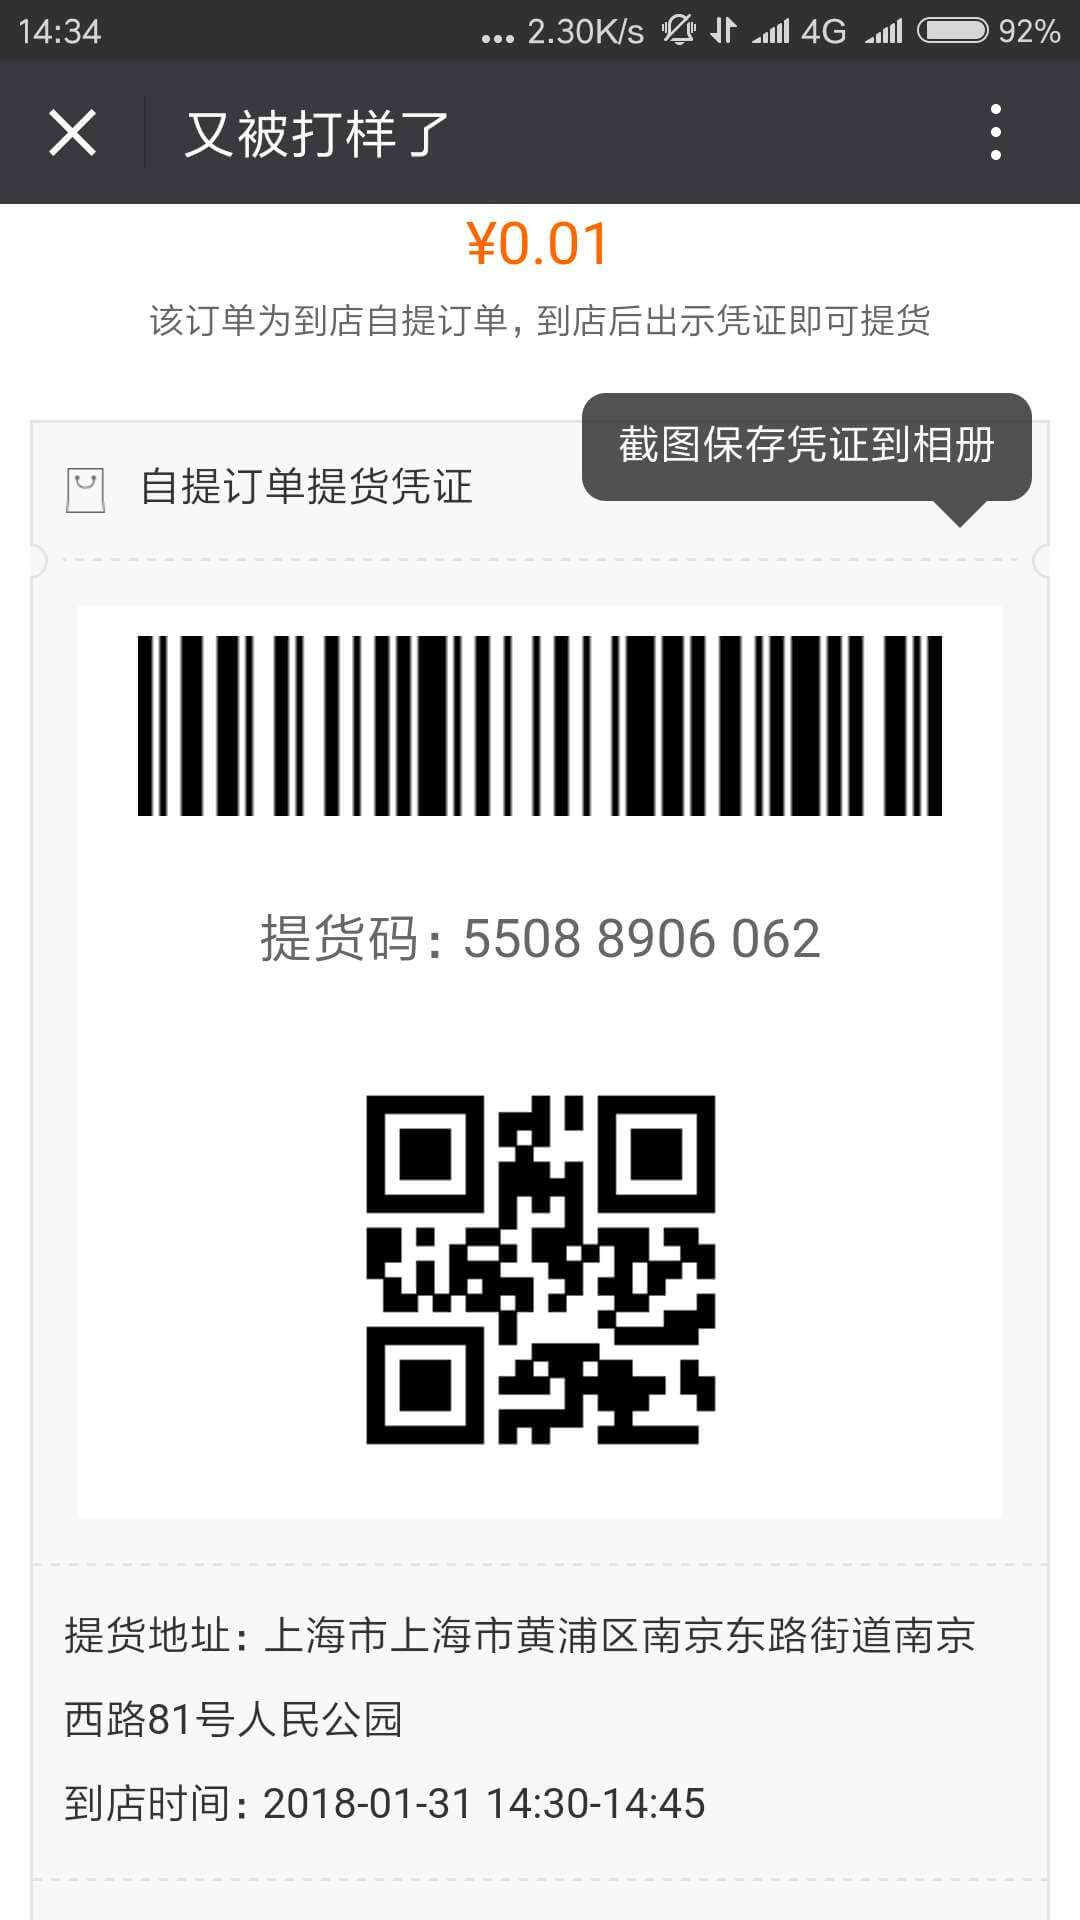 14:34
... 2.30K/s 4G 92%
又被打样了
¥0.01
该订单为到店自提订单，到店后出示凭证即可提货
截图保存凭证到相册
自提订单提货凭证
提货码：5508 8906 062
提货地址：上海市上海市黄浦区南京东路街道南京
西路81号人民公园
到店时间：2018-01-31 14:30-14:45